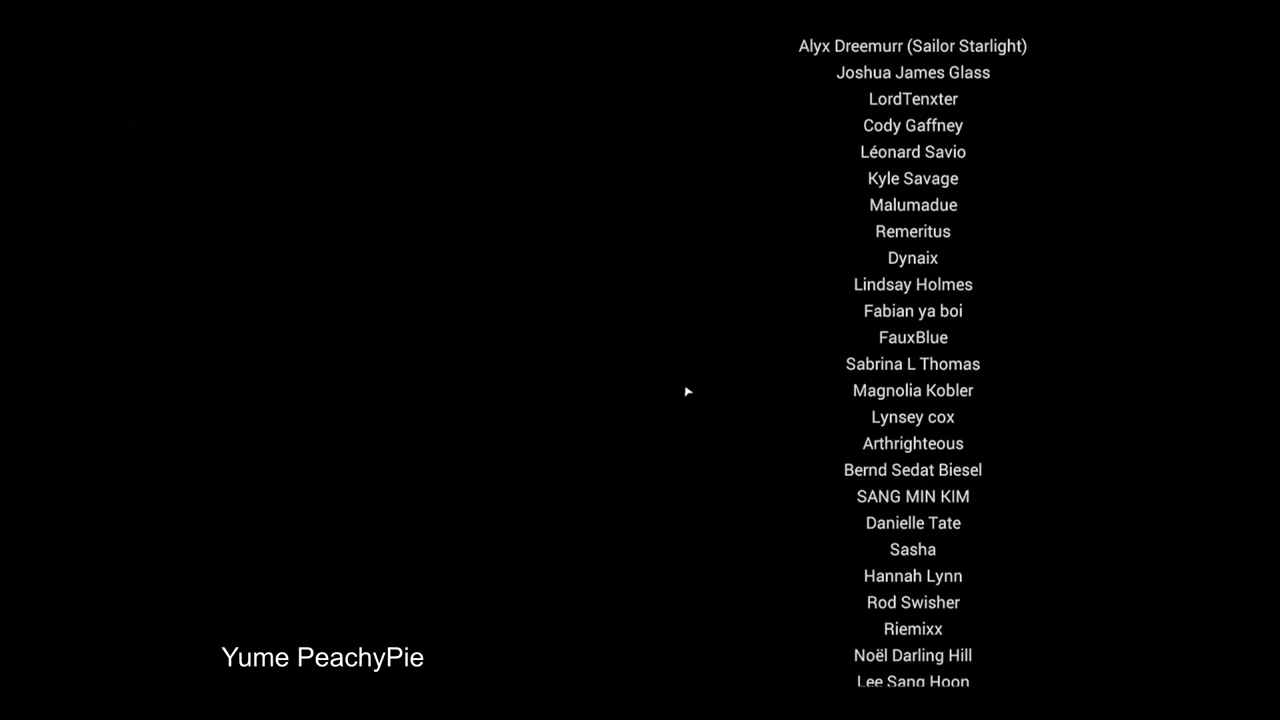 Alyx Dreemurr (Sailor Starlight)
Joshua James Glass
LordTenxter
Cody Gaffney
Léonard Savio
Kyle Savage
Malumadue
Remeritus
Dynaix
Lindsay Holmes
Fabian ya boi
FauxBlue
Sabrina L Thomas
Magnolia Kobler
Lynsey cox
Arthrighteous
Bernd Sedat Biesel
SANG MIN KIM
Danielle Tate
Sasha
Hannah Lynn
Rod Swisher
Riemixx
Noël Darling Hill
Lee Sang Hoon
Yume PeachyPie